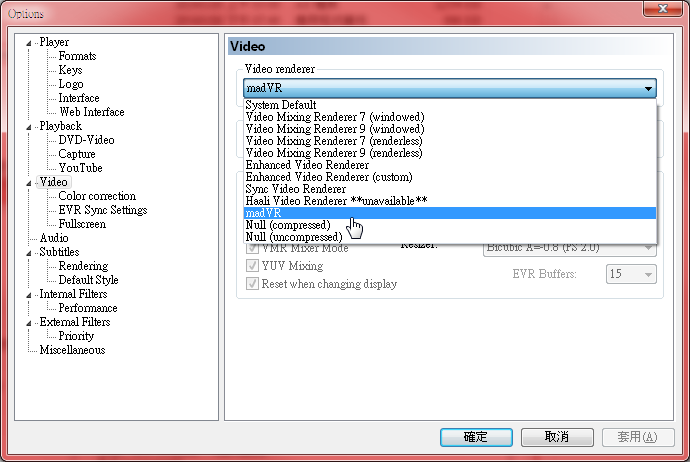 Options
Player
Formats
Keys
Logo
Interface
Web Interface
Playback
DVD-Video
Capture
YouTube
Video
Color correction
EVR Sync Settings
Fullscreen
Audio
Subtitles
Rendering
Default Style
Internal Filters
Performance
External Filters
Priority
Miscellaneous
Video
Video renderer
madVR
System Default
Video Mixing Renderer 7 (windowed)
Video Mixing Renderer 9 (windowed)
Video Mixing Renderer 7 (renderless)
Video Mixing Renderer 9 (renderless)
Enhanced Video Renderer
Enhanced Video Renderer (custom)
Sync Video Renderer
Haali Video Renderer **unavailable**
madVR
Null (compressed)
Null (uncompressed)
VMR Mixer Mode
Resizer:
Bicubic A=-0.8 (PS 2.0)
YUV Mixing
EVR Buffers:
15
Reset when changing display
確定
取消
套用(A)